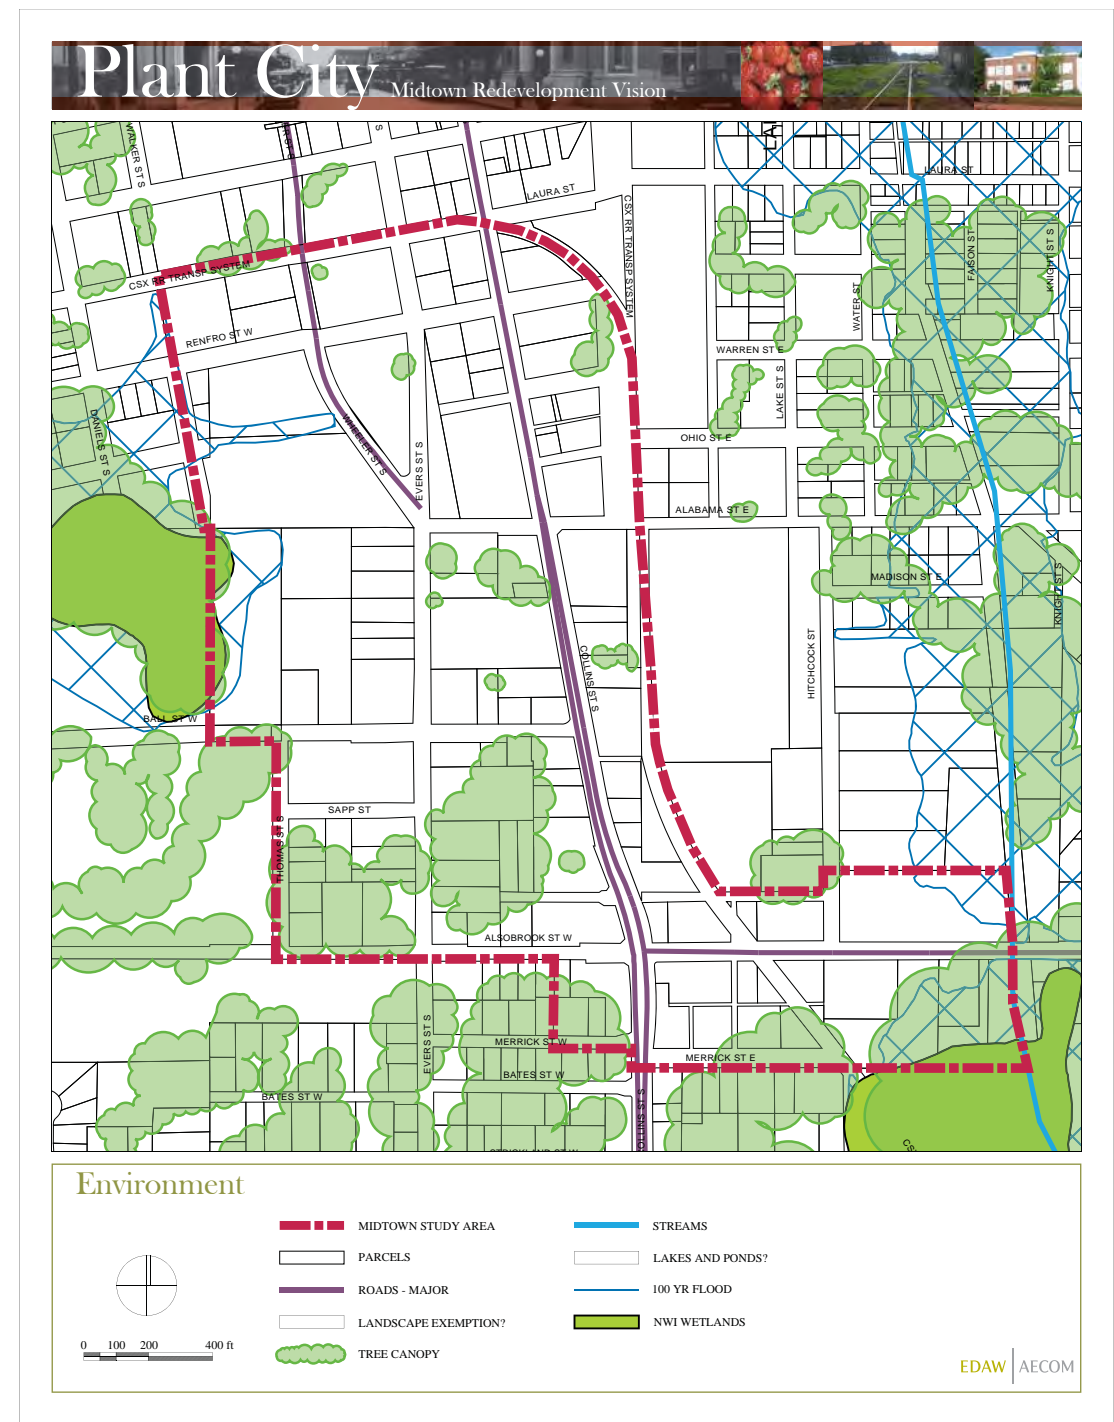 Plant City Midtown Redevelopment Vision
WALKER ST S
S
LAURA ST
LAURA ST
CSX RR TRANSP SYSTEM
CSX RR TRANSP SYSTEM
FAISON ST
KNIGHT ST S
WATER ST
RENFRO ST W
WARREN ST E
LAKE ST S
DANIELS ST S
WHEELER ST S
EVERS ST S
OHIO ST E
ALABAMA ST E
MADISON ST E
KNIGHT ST S
COLLINS ST S
HITCHCOCK ST
BALL ST W
SAPP ST
THOMAS ST S
ALSOBROOK ST W
EVERS ST S
MERRICK ST W
MERRICK ST E
BATES ST W
BATES ST W
COLLINS ST S
STRICKLAND ST W
Environment
MIDTOWN STUDY AREA
PARCELS
ROADS - MAJOR
LANDSCAPE EXEMPTION?
TREE CANOPY
STREAMS
LAKES AND PONDS?
100 YR FLOOD
NWI WETLANDS
0 100 200 400 ft
EDAW AECOM